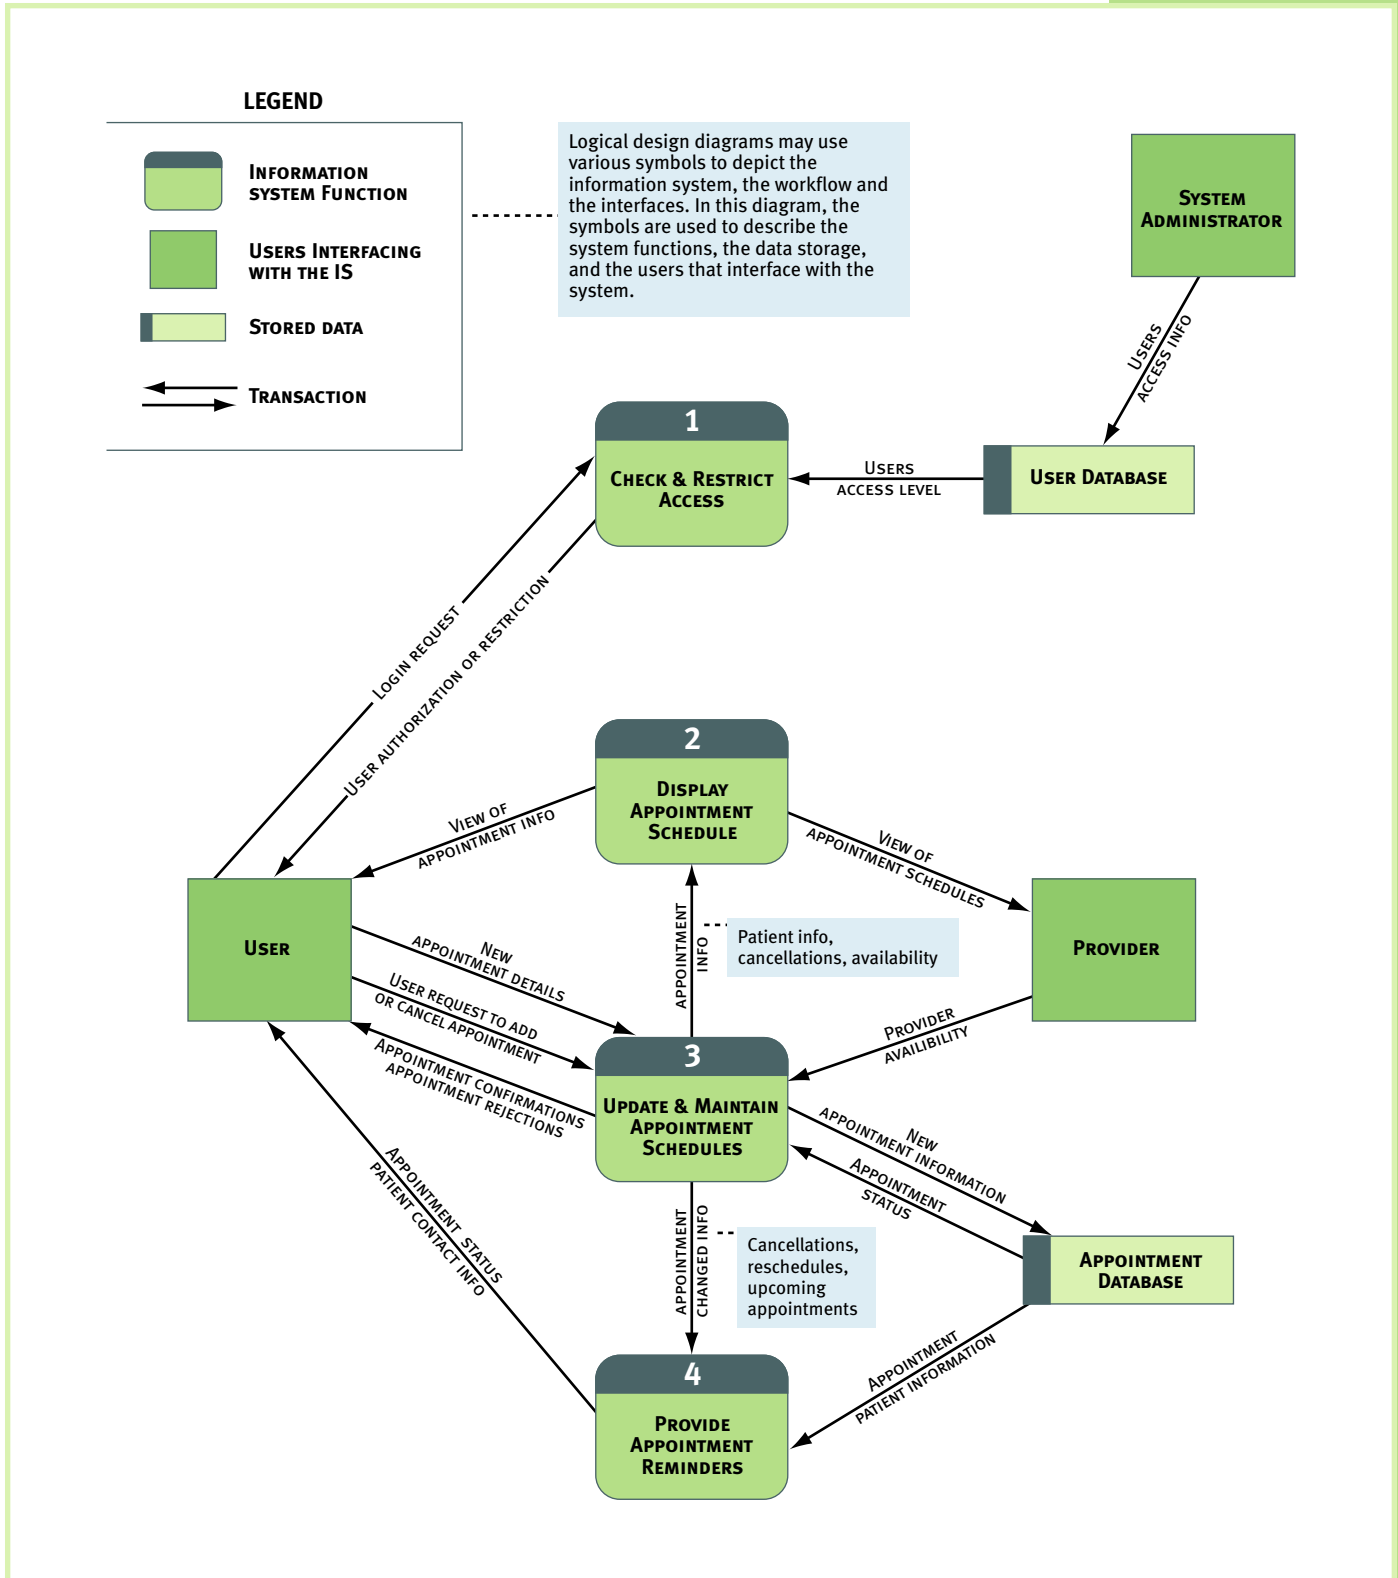 LEGEND
INFORMATION
SYSTEM FUNCTION
USERS INTERFACING
WITH THE IS
STORED DATA
TRANSACTION
Logical design diagrams may use
various symbols to depict the
information system, the workflow and
the interfaces. In this diagram, the
symbols are used to describe the
system functions, the data storage,
and the users that interface with the
system.
SYSTEM
ADMINISTRATOR
USERS
ACCESS INFO
1
CHECK & RESTRICT
ACCESS
USERS
ACCESS LEVEL
USER DATABASE
LOGIN REQUEST
USER AUTHORIZATION OR RESTRICTION
2
DISPLAY
APPOINTMENT
SCHEDULE
VIEW OF
APPOINTMENT INFO
VIEW OF
APPOINTMENT SCHEDULES
USER
PROVIDER
APPOINTMENT
INFO
Patient info,
cancellations, availability
NEW
APPOINTMENT DETAILS
USER REQUEST TO ADD
OR CANCEL APPOINTMENT
APPOINTMENT CONFIRMATIONS
APPOINTMENT REJECTIONS
PROVIDER
AVAILIBILITY
3
UPDATE & MAINTAIN
APPOINTMENT
SCHEDULES
NEW
APPOINTMENT INFORMATION
APPOINTMENT
STATUS
APPOINTMENT STATUS
PATIENT CONTACT INFO
APPOINTMENT
CHANGED INFO
Cancellations,
reschedules,
upcoming
appointments
APPOINTMENT
DATABASE
APPOINTMENT
PATIENT INFORMATION
4
PROVIDE
APPOINTMENT
REMINDERS